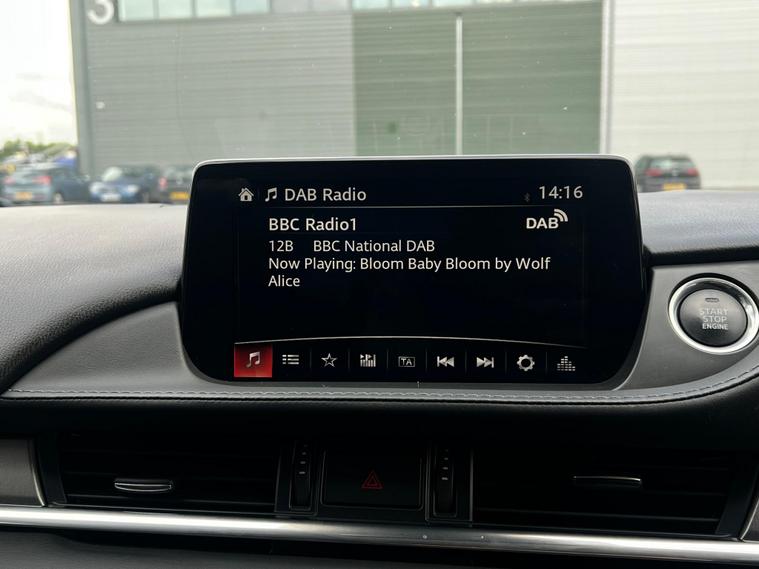 3
DAB Radio 14:16
BBC Radio1 DAB
12B BBC National DAB
Now Playing: Bloom Baby Bloom by Wolf
Alice
TA
START
STOP
ENGINE